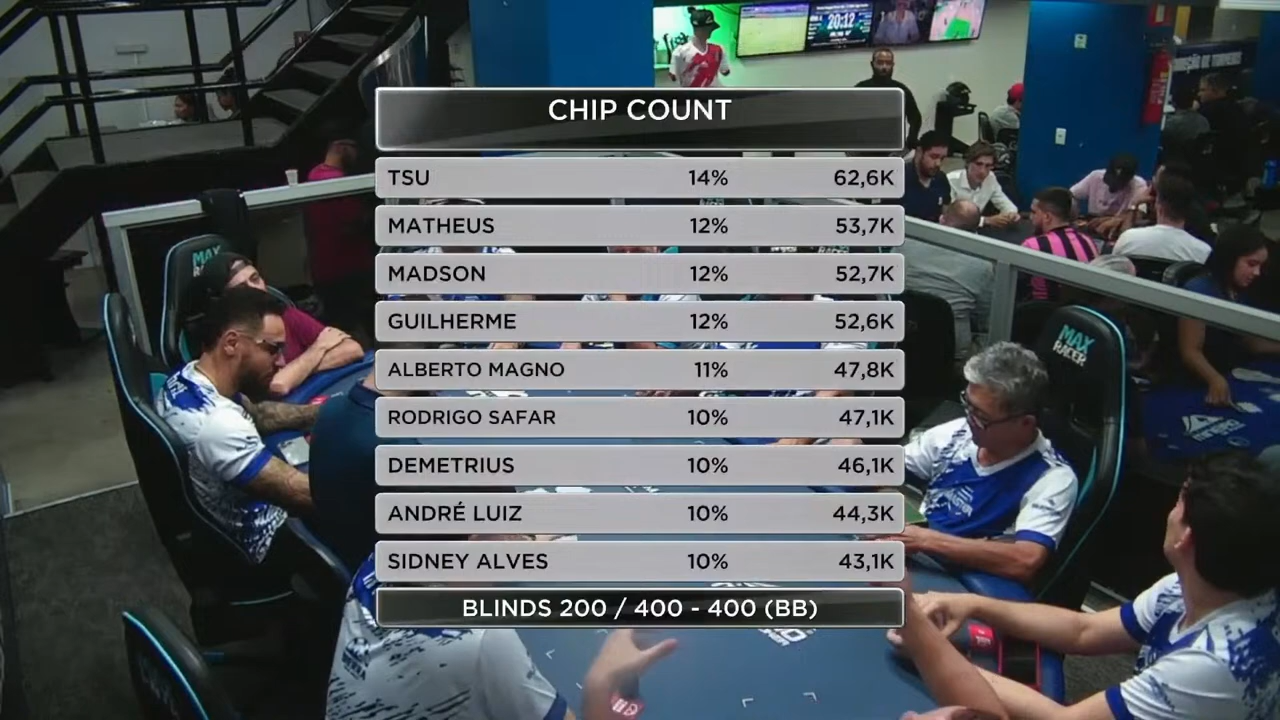 20:12
CHIP COUNT
TSU 14% 62,6K
MATHEUS 12% 53,7K
MADSON 12% 52,7K
GUILHERME 12% 52,6K
ALBERTO MAGNO 11% 47,8K
RODRIGO SAFAR 10% 47,1K
DEMETRIUS 10% 46,1K
ANDRÉ LUIZ 10% 44,3K
SIDNEY ALVES 10% 43,1K
BLINDS 200 / 400 - 400 (BB)
MAX
MAX
RACER